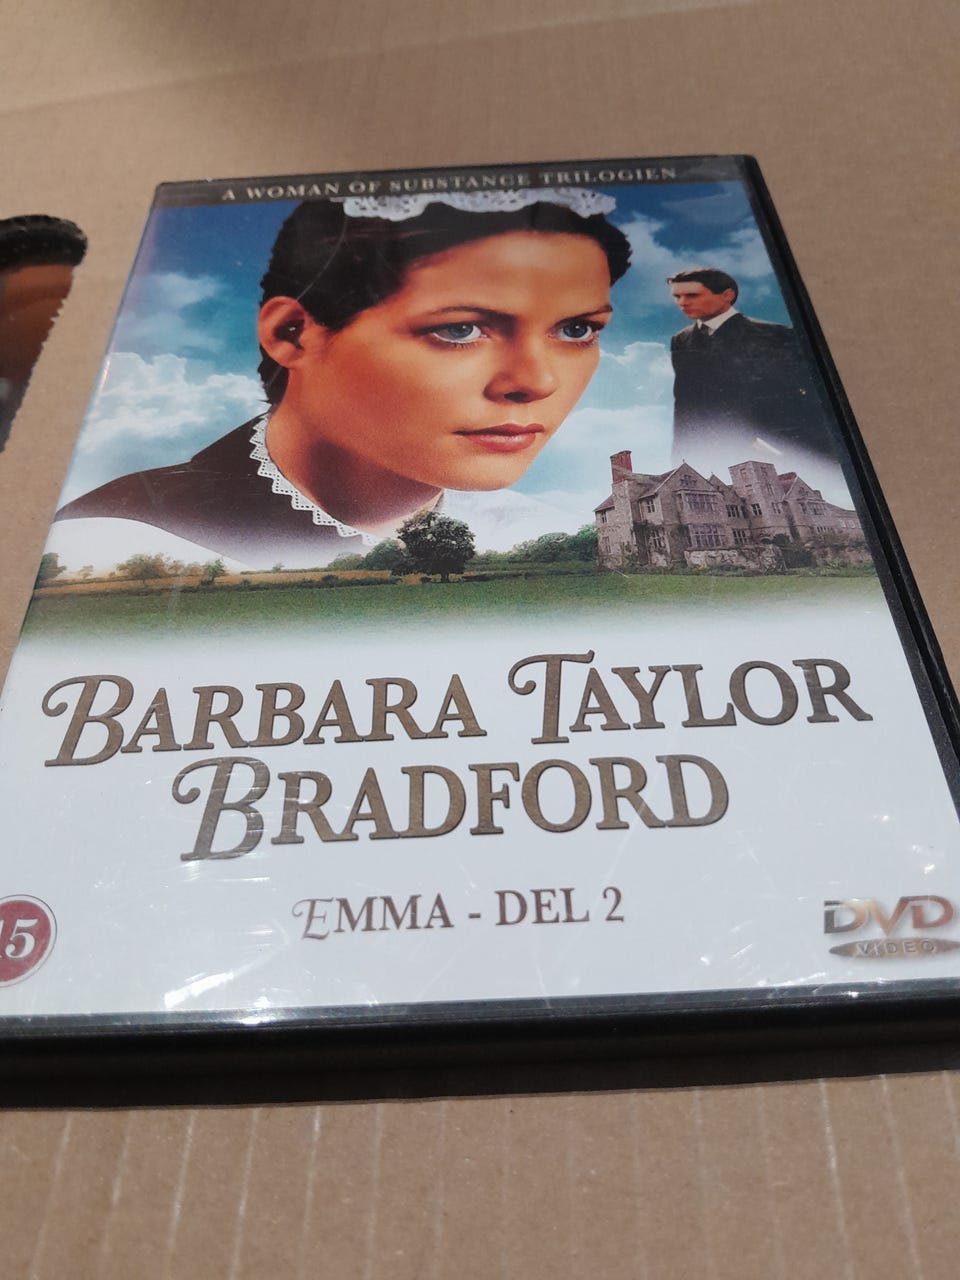 A WOMAN OF SUBSTANCE TRILOGIEN
BARBARA TAYLOR
BRADFORD
EMMA - DEL 2
15
DVD
VIDEO